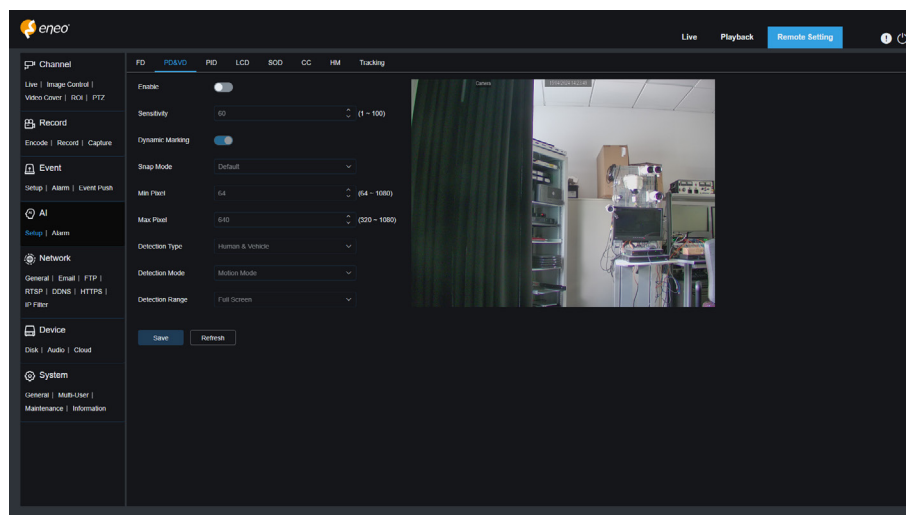 eneo
Live Playback Remote Setting
Channel
Live | Image Control |
Video Cover | ROI | PTZ
Record
Encode | Record | Capture
Event
Setup | Alarm | Event Push
AI
Setup | Alarm
Network
General | Email | FTP |
RTSP | DDNS | HTTPS |
IP Filter
Device
Disk | Audio | Cloud
System
General | Multi-User |
Maintenance | Information
FD PD&VD PID LCD SOD CC HM Tracking
Enable
Sensitivity 60 (1 ~ 100)
Dynamic Marking
Snap Mode Default
Min Pixel 64 (64 ~ 1080)
Max Pixel 640 (320 ~ 1080)
Detection Type Human & Vehicle
Detection Mode Motion Mode
Detection Range Full Screen
Save Refresh
Camera